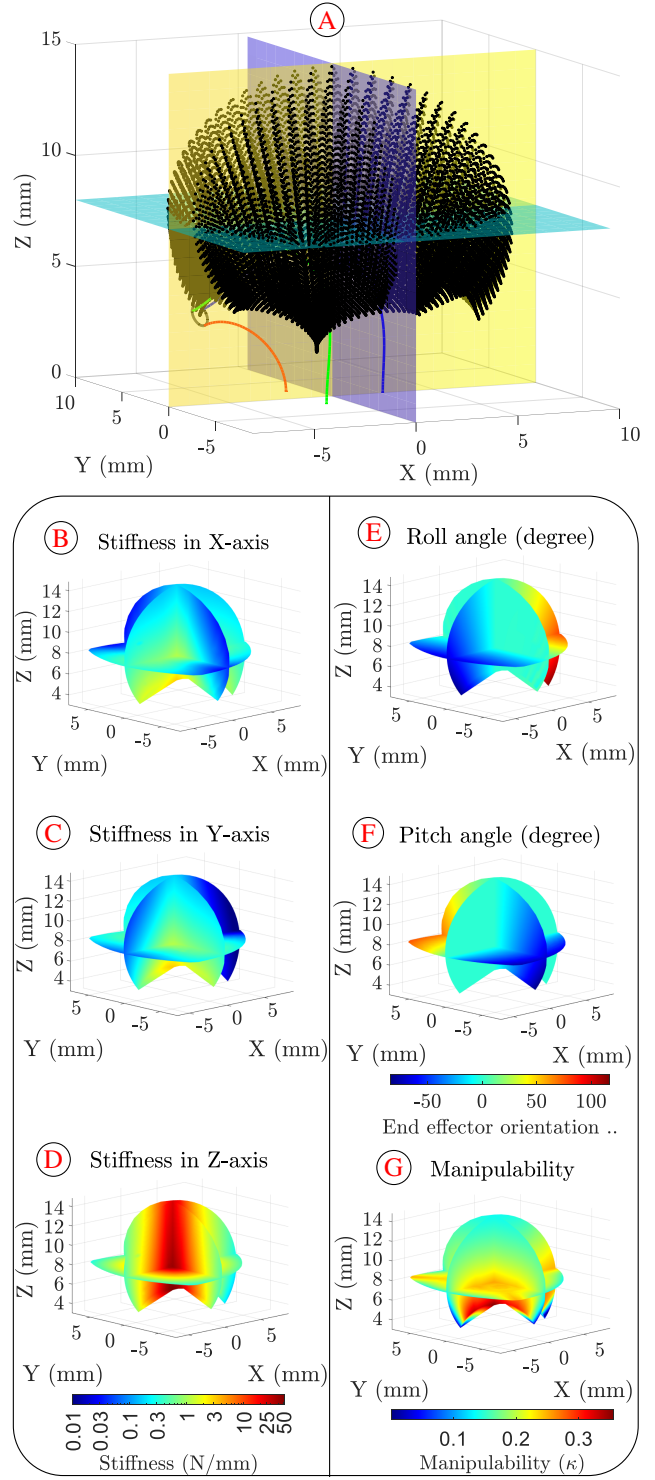 A
15
10
5
0
Z (mm)
10
5
0
-5
Y (mm)
-5
0
5
10
X (mm)
B Stiffness in X-axis
14
12
10
8
6
4
Z (mm)
5
0
-5
Y (mm)
-5
0
5
X (mm)
E Roll angle (degree)
14
12
10
8
6
4
Z (mm)
5
0
-5
Y (mm)
-5
0
5
X (mm)
C Stiffness in Y-axis
14
12
10
8
6
4
Z (mm)
5
0
-5
Y (mm)
-5
0
5
X (mm)
F Pitch angle (degree)
14
12
10
8
6
4
Z (mm)
5
0
-5
Y (mm)
-5
0
5
X (mm)
-50 0 50 100
End effector orientation ..
D Stiffness in Z-axis
14
12
10
8
6
4
Z (mm)
5
0
-5
Y (mm)
-5
0
5
X (mm)
0.01 0.03 0.1 0.3 1 3 10 25 50
Stiffness (N/mm)
G Manipulability
14
12
10
8
6
4
Z (mm)
5
0
-5
Y (mm)
-5
0
5
X (mm)
0.1 0.2 0.3
Manipulability (κ)